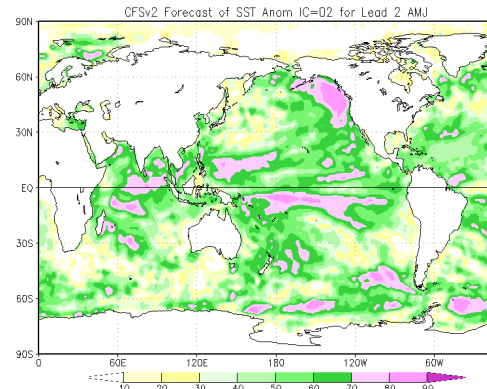 CFSv2 Forecast of SST Anom IC=02 for Lead 2 AMJ
90N
60N
30N
EQ
30S
60S
90S
0 60E 120E 180 120W 60W 0
10 20 30 40 50 60 70 80 90